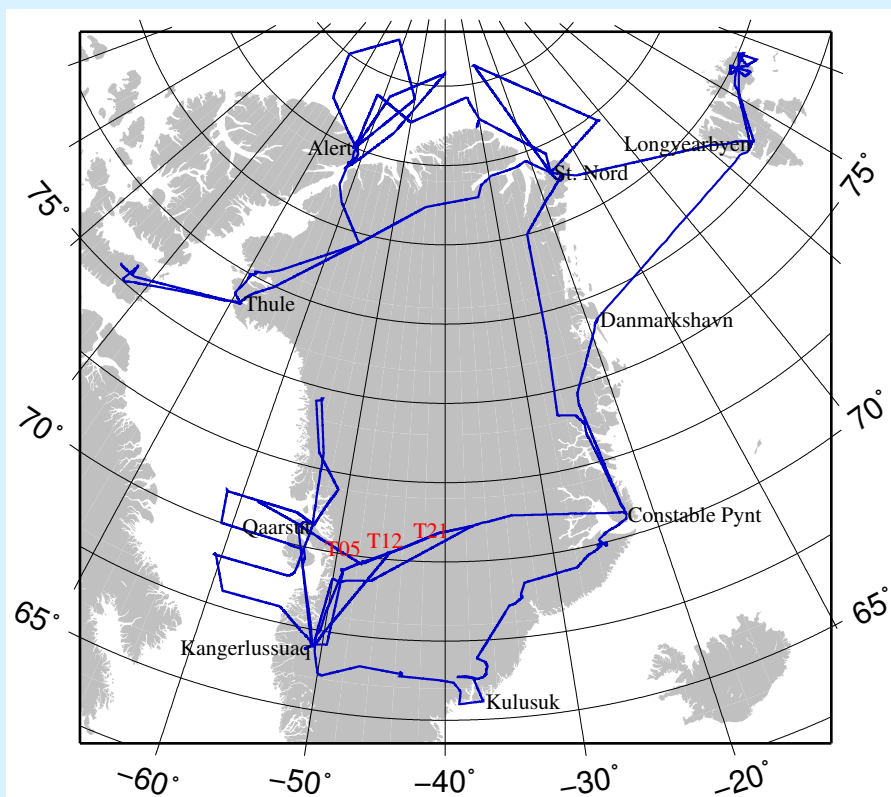 Alert
Longyearbyen
St. Nord
75°
75°
Thule
Danmarkshavn
70°
70°
Qaarsut
Constable Pynt
T21
T12
T05
65°
65°
Kangerlussuaq
Kulusuk
−60°
−50°
−40°
−30°
−20°